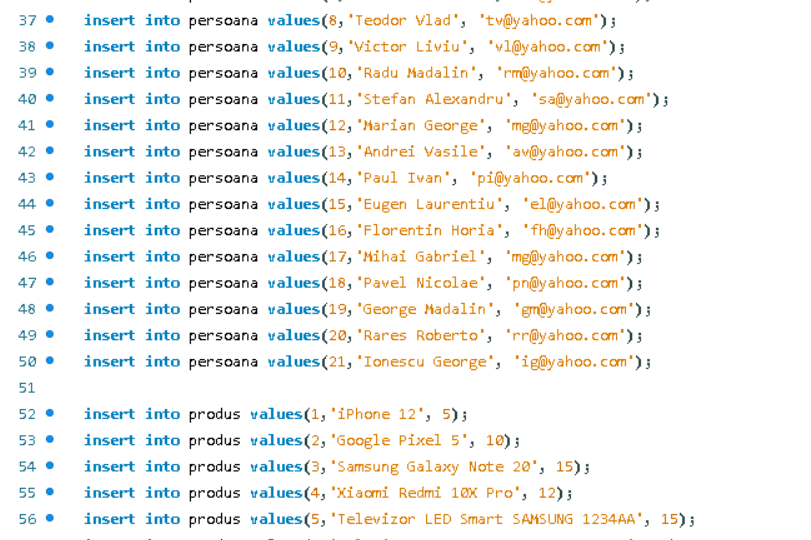 37 insert into persoana values(8,'Teodor Vlad', 'tv@yahoo.com');
38 insert into persoana values(9,'Victor Liviu', 'vl@yahoo.com');
39 insert into persoana values(10,'Radu Madalin', 'rm@yahoo.com');
40 insert into persoana values(11,'Stefan Alexandru', 'sa@yahoo.com');
41 insert into persoana values(12,'Marian George', 'mg@yahoo.com');
42 insert into persoana values(13,'Andrei Vasile', 'av@yahoo.com');
43 insert into persoana values(14,'Paul Ivan', 'pi@yahoo.com');
44 insert into persoana values(15,'Eugen Laurentiu', 'el@yahoo.com');
45 insert into persoana values(16,'Florentin Horia', 'fh@yahoo.com');
46 insert into persoana values(17,'Mihai Gabriel', 'mg@yahoo.com');
47 insert into persoana values(18,'Pavel Nicolae', 'pn@yahoo.com');
48 insert into persoana values(19,'George Madalin', 'gm@yahoo.com');
49 insert into persoana values(20,'Rares Roberto', 'rr@yahoo.com');
50 insert into persoana values(21,'Ionescu George', 'ig@yahoo.com');
51
52 insert into produs values(1,'iPhone 12', 5);
53 insert into produs values(2,'Google Pixel 5', 10);
54 insert into produs values(3,'Samsung Galaxy Note 20', 15);
55 insert into produs values(4,'Xiaomi Redmi 10X Pro', 12);
56 insert into produs values(5,'Televizor LED Smart SAMSUNG 1234AA', 15);